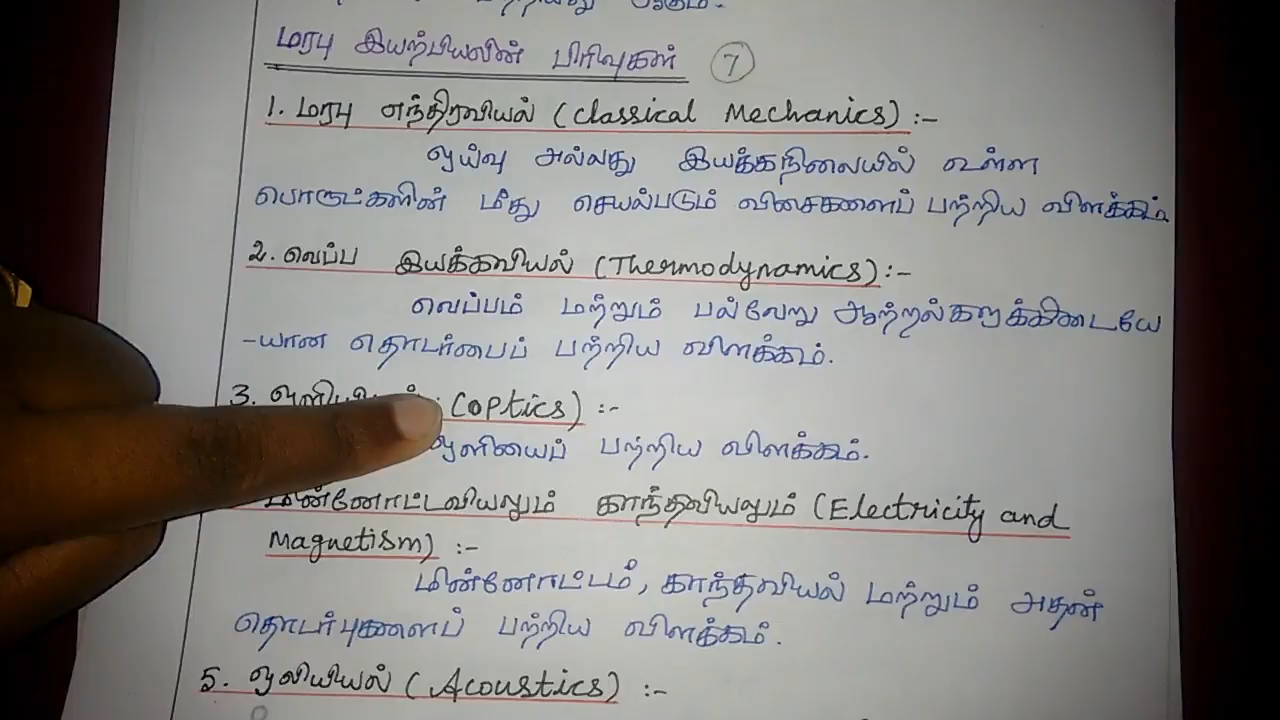 மரபு இயற்பியலின் பிரிவுகள் 7
1. மரபு எந்திரவியல் (Classical Mechanics) :-
ஓய்வு அல்லது இயக்கநிலையில் உள்ள
பொருட்களின் மீது செயல்படும் விசைகளைப் பற்றிய விளக்கம்.
2. வெப்ப இயக்கவியல் (Thermodynamics) :-
வெப்பம் மற்றும் பல்வேறு ஆற்றல்களுக்கிடையே
-யான தொடர்பைப் பற்றிய விளக்கம்.
3. (optics) :-
ஒளியைப் பற்றிய விளக்கம்.
மின்னோட்டவியலும் காந்தவியலும் (Electricity and
Magnetism) :-
மின்னோட்டம், காந்தவியல் மற்றும் அதன்
தொடர்புகளைப் பற்றிய விளக்கம்.
5. ஒலியியல் (Acoustics) :-